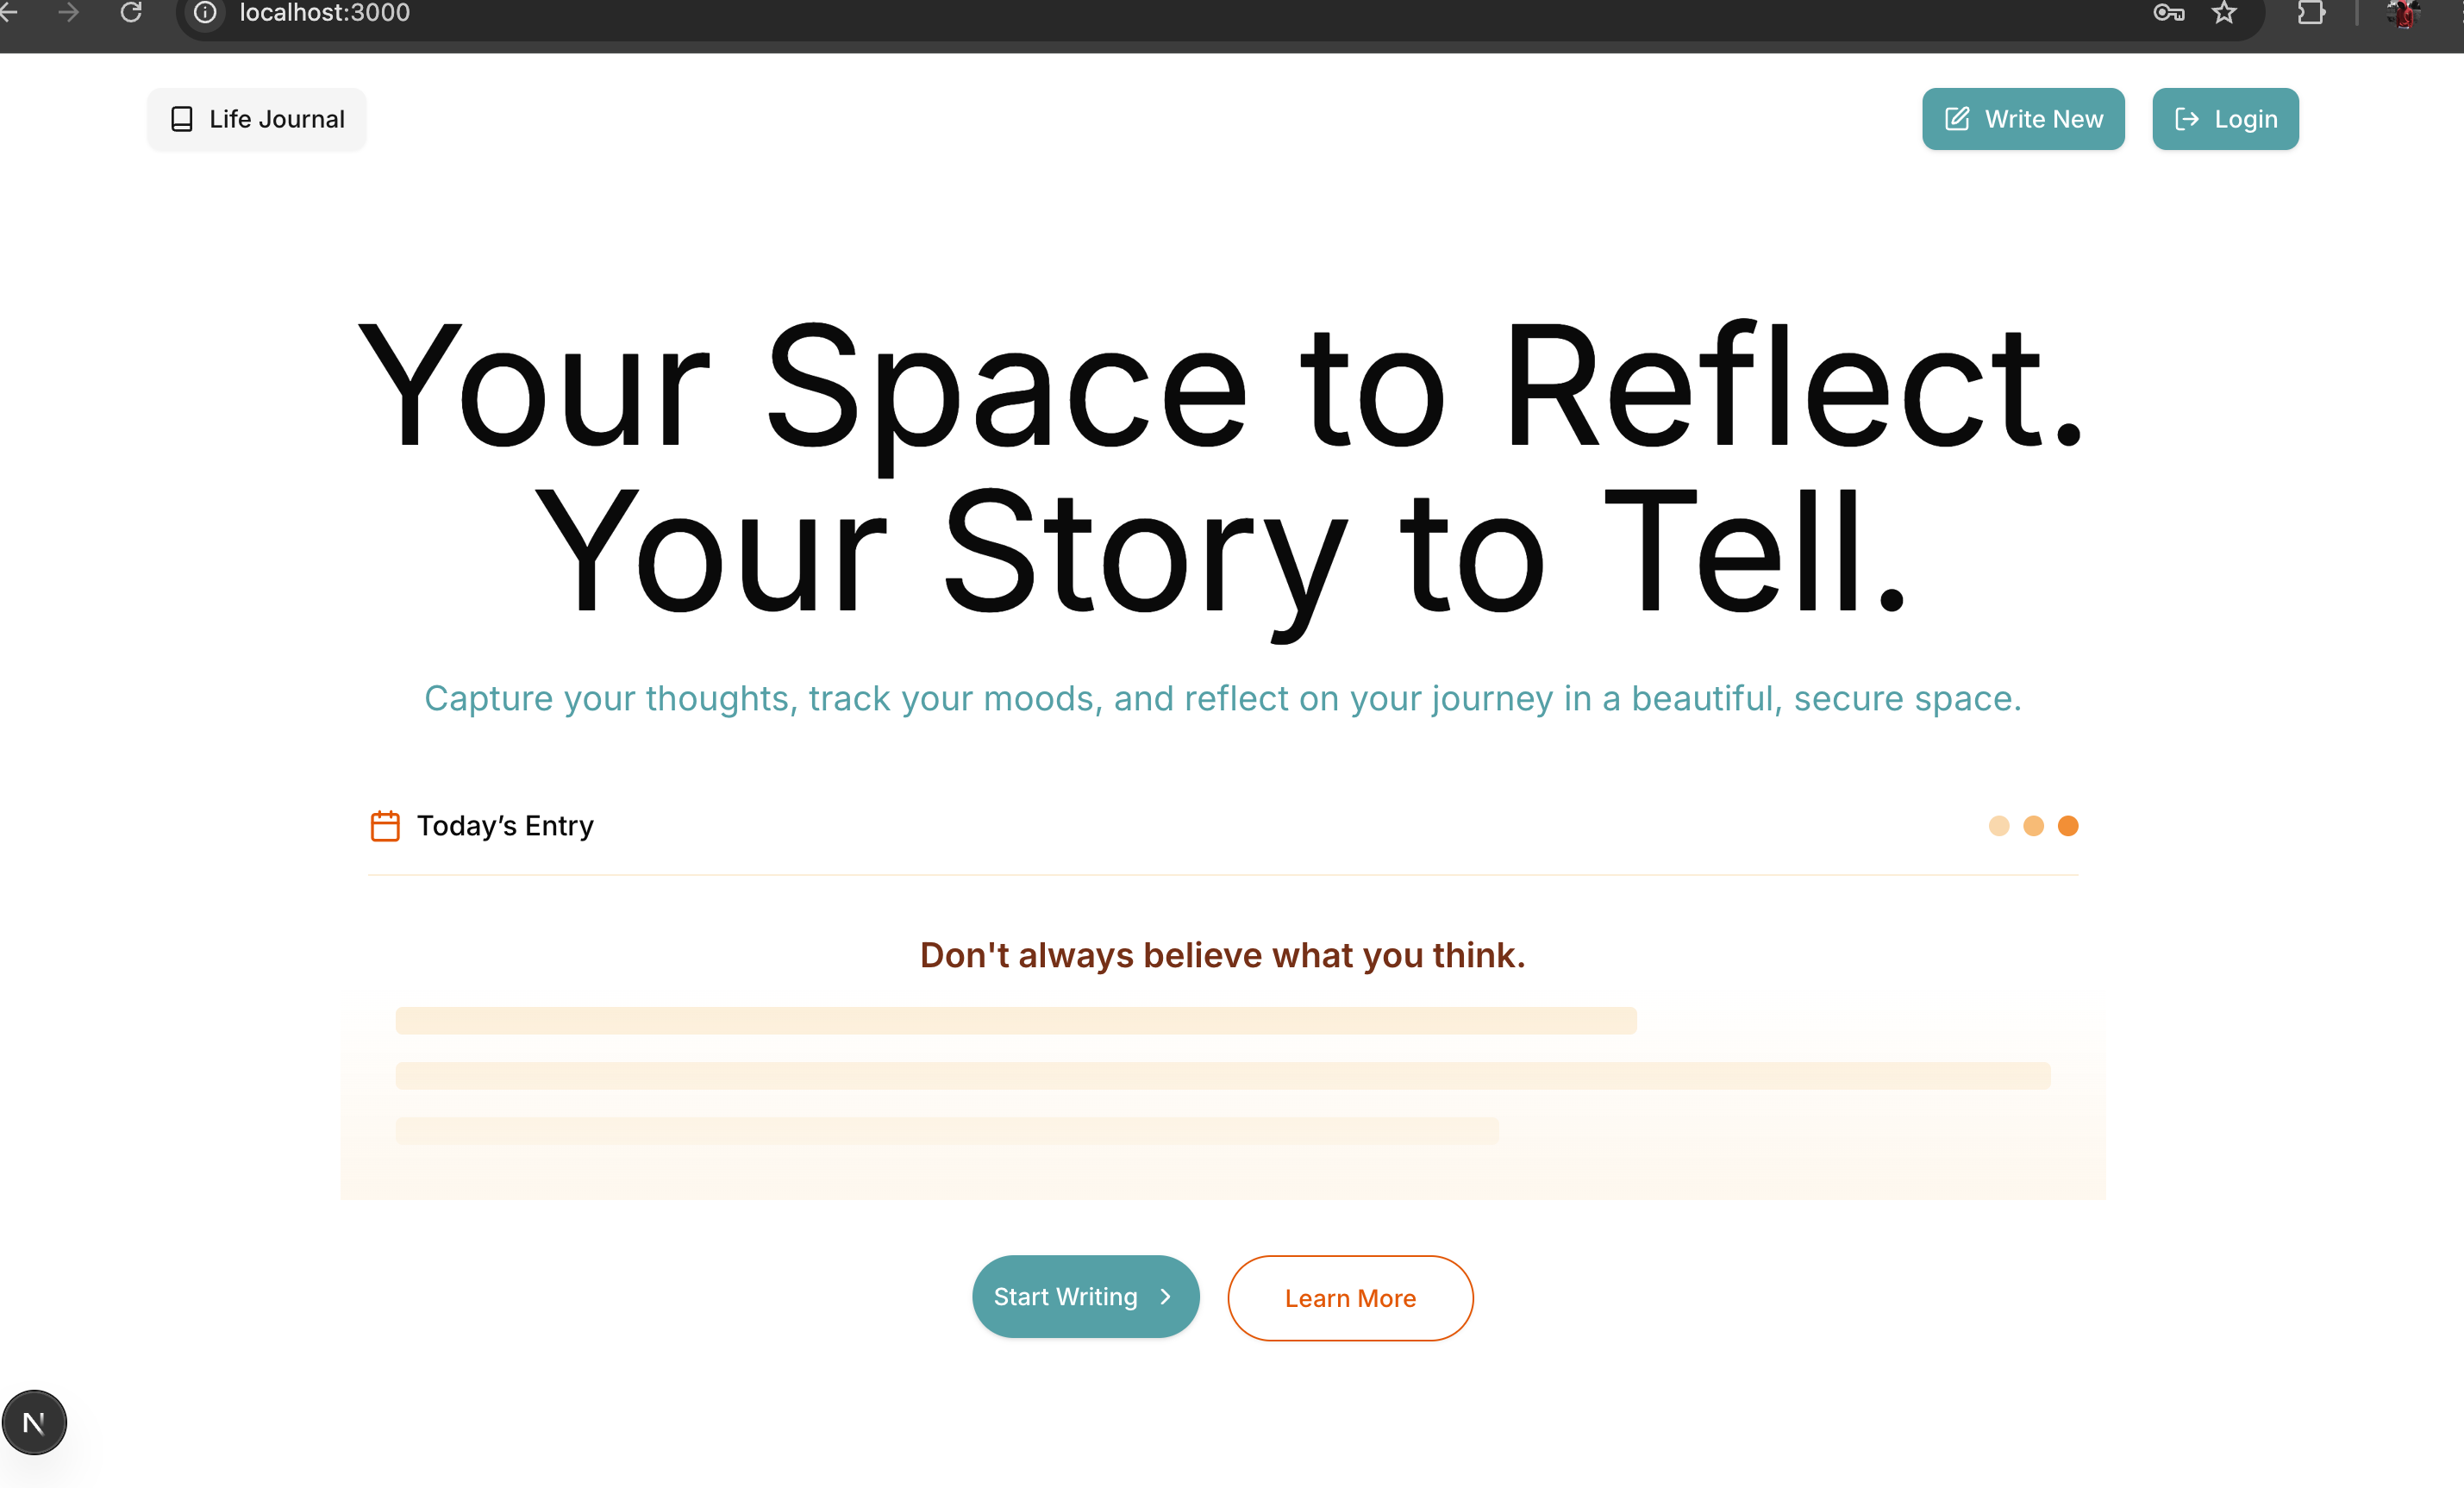 localhost:3000
Life Journal
Write New
Login
Your Space to Reflect.
Your Story to Tell.
Capture your thoughts, track your moods, and reflect on your journey in a beautiful, secure space.
Today’s Entry
Don't always believe what you think.
Start Writing
Learn More
N